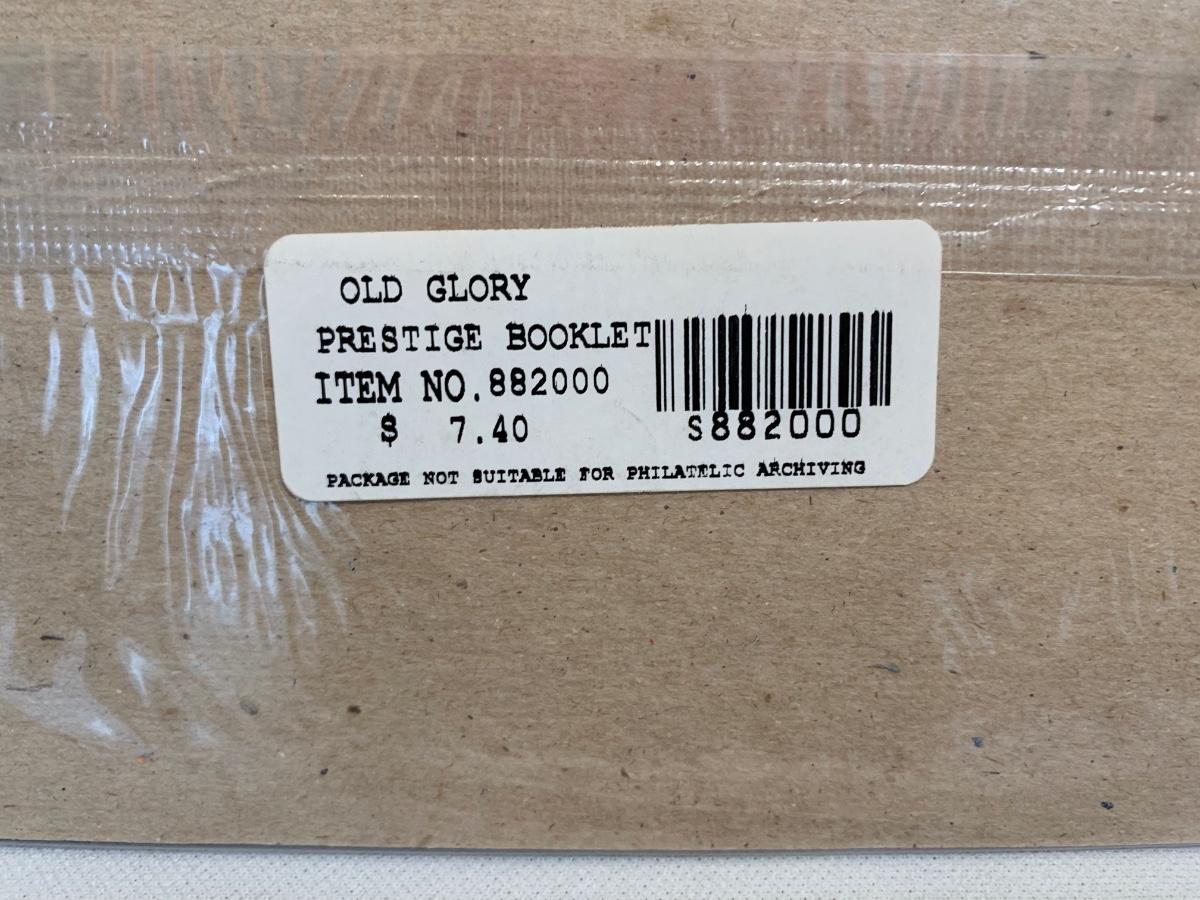 OLD GLORY
PRESTIGE BOOKLET
ITEM NO.882000
$ 7.40
S882000
PACKAGE NOT SUITABLE FOR PHILATELIC ARCHIVING